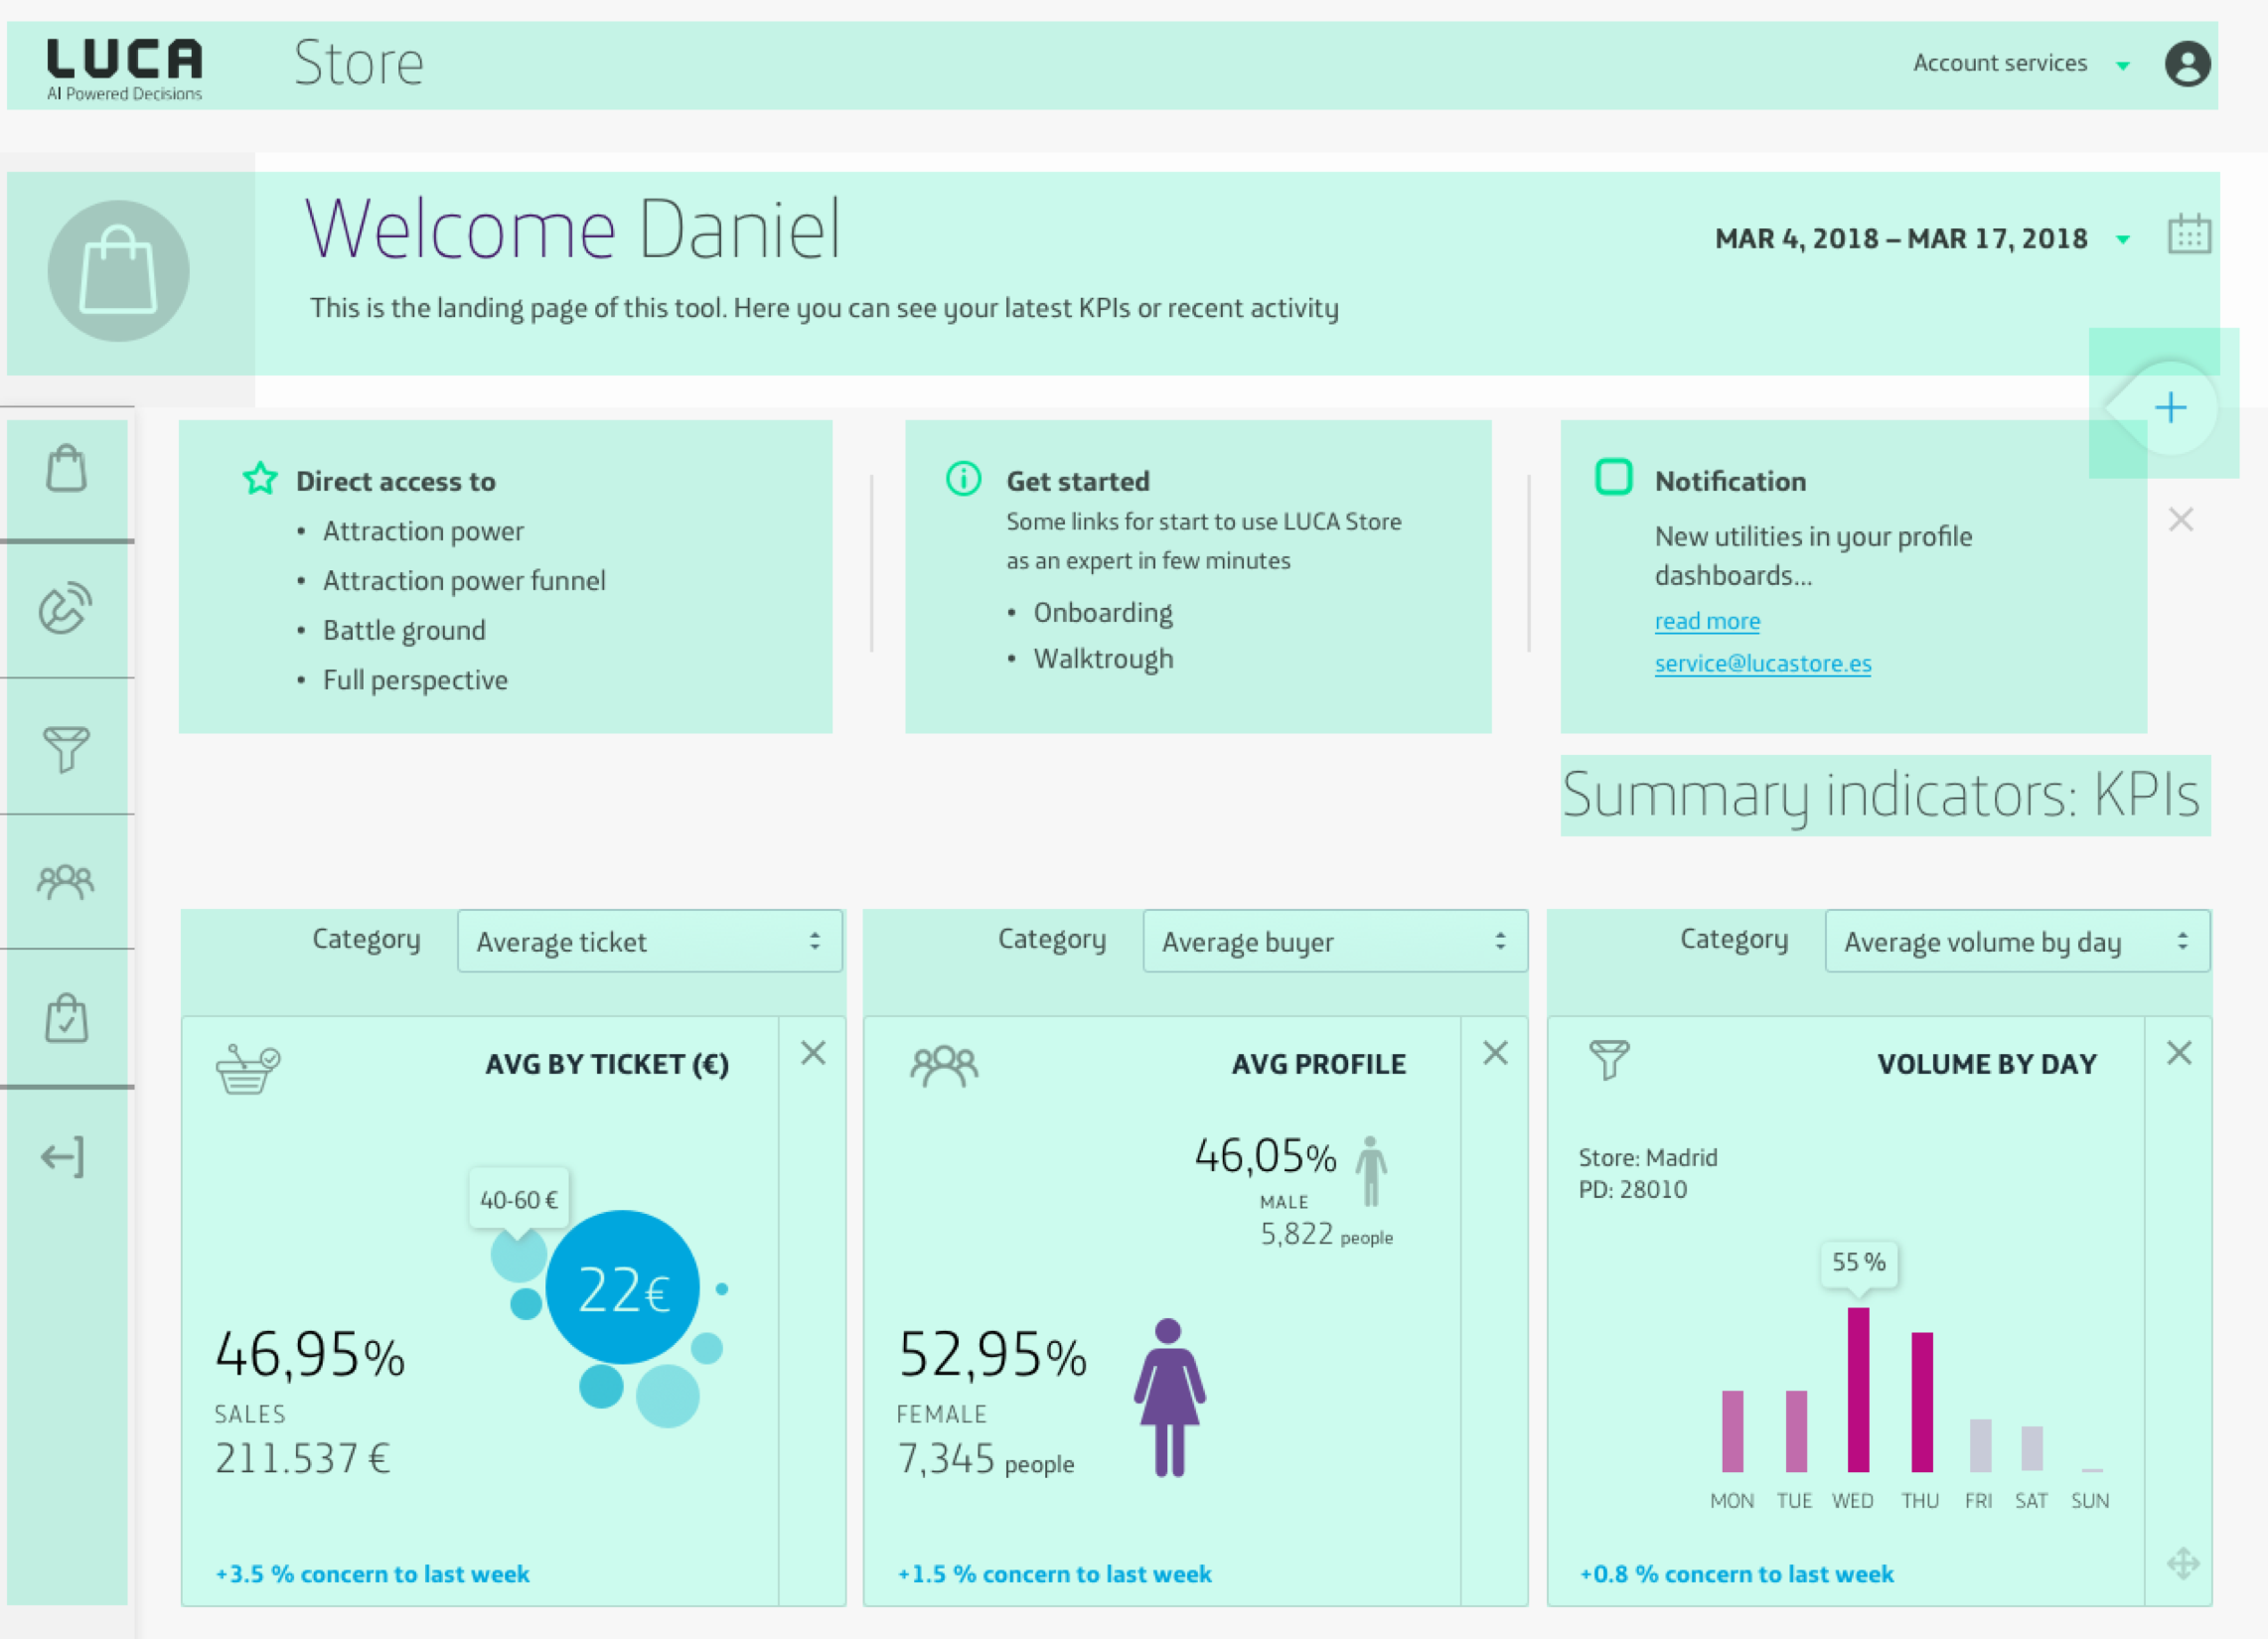 LUCA
AI Powered Decisions
Store
Account services
Welcome Daniel
MAR 4, 2018 – MAR 17, 2018
This is the landing page of this tool. Here you can see your latest KPIs or recent activity
Direct access to
• Attraction power
• Attraction power funnel
• Battle ground
• Full perspective
Get started
Some links for start to use LUCA Store
as an expert in few minutes
• Onboarding
• Walktrough
Notification
New utilities in your profile
dashboards...
read more
service@lucastore.es
Summary indicators: KPIs
Category
Average ticket
AVG BY TICKET (€)
40-60 €
22€
46,95%
SALES
211.537 €
+3.5 % concern to last week
Category
Average buyer
AVG PROFILE
46,05%
MALE
5,822 people
52,95%
FEMALE
7,345 people
+1.5 % concern to last week
Category
Average volume by day
VOLUME BY DAY
Store: Madrid
PD: 28010
55 %
MON TUE WED THU FRI SAT SUN
+0.8 % concern to last week